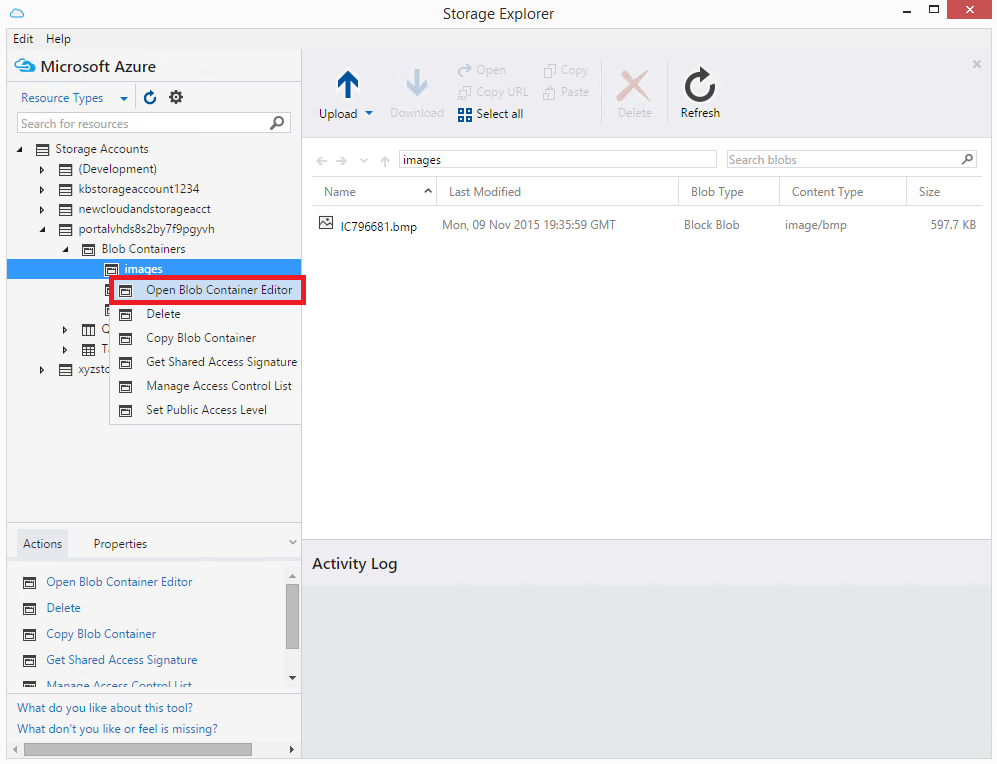 Storage Explorer
Edit Help
Microsoft Azure
Resource Types
Search for resources
Storage Accounts
(Development)
kbstorageaccount1234
newcloudandstorageacct
portalvhds8s2by7f9pgyvh
Blob Containers
images
Open Blob Container Editor
Delete
Copy Blob Container
Get Shared Access Signature
Manage Access Control List
Set Public Access Level
Q
Ta
xyzsto
Actions Properties
Open Blob Container Editor
Delete
Copy Blob Container
Get Shared Access Signature
Manage Access Control List
What do you like about this tool?
What don't you like or feel is missing?
Upload
Download
Open
Copy URL
Select all
Copy
Paste
Delete
Refresh
images
Search blobs
Name Last Modified Blob Type Content Type Size
IC796681.bmp Mon, 09 Nov 2015 19:35:59 GMT Block Blob image/bmp 597.7 KB
Activity Log